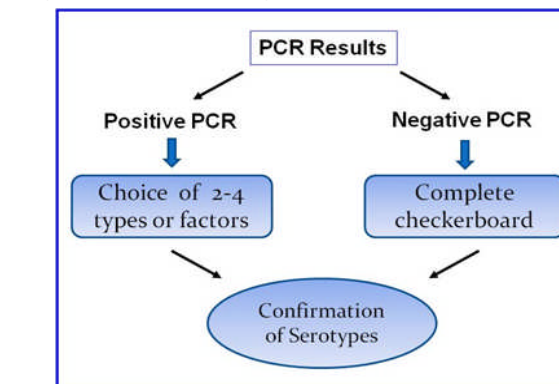 PCR Results
Positive PCR
Negative PCR
Choice of 2-4
types or factors
Complete
checkerboard
Confirmation
of Serotypes